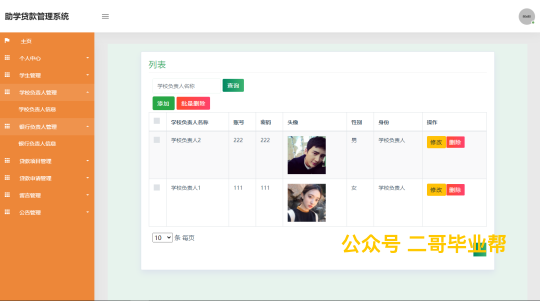 助学贷款管理系统
主页
个人中心
学生管理
学校负责人管理
学校负责人信息
银行负责人管理
银行负责人信息
贷款项目管理
贷款申请管理
留言管理
公告管理
列表
学校负责人名称
查询
添加 批量删除
学校负责人名称 账号 密码 头像 性别 身份 操作
学校负责人2 222 222 男 学校负责人 修改 删除
学校负责人1 111 111 女 学校负责人 修改 删除
10 条 每页
公众号 二哥毕业帮